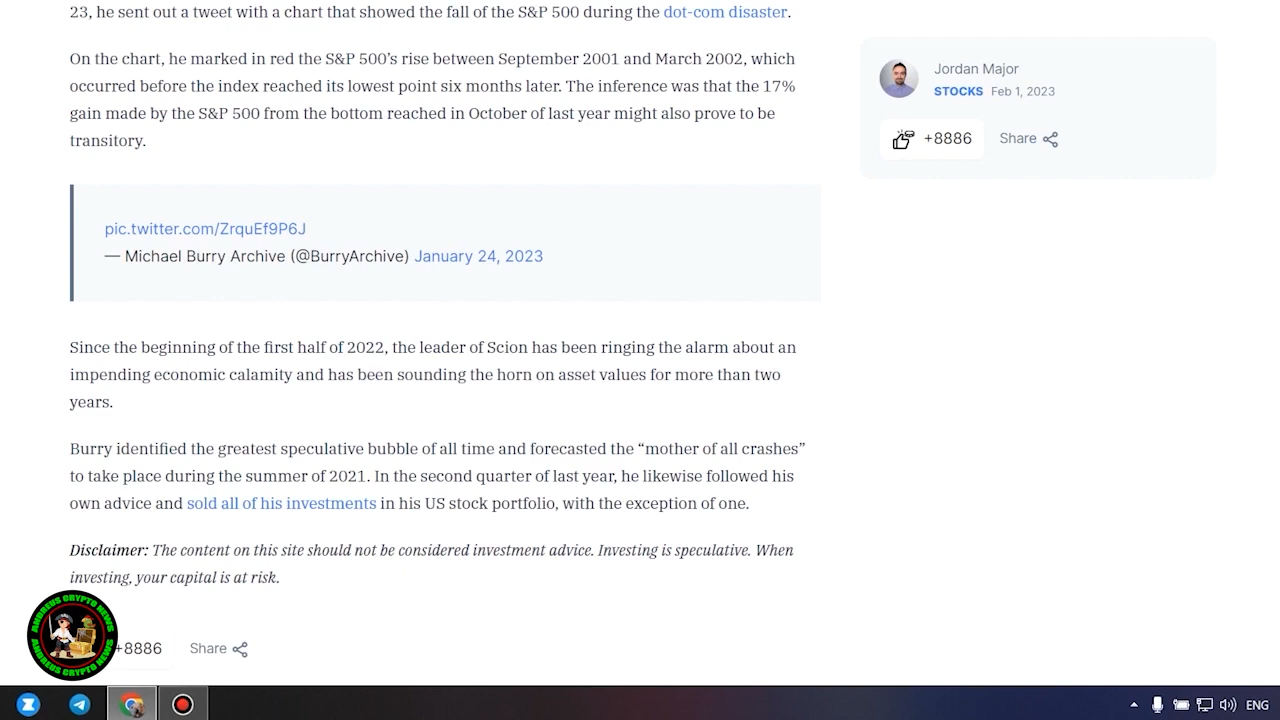 23, he sent out a tweet with a chart that showed the fall of the S&P 500 during the dot-com disaster.
On the chart, he marked in red the S&P 500’s rise between September 2001 and March 2002, which
occurred before the index reached its lowest point six months later. The inference was that the 17%
gain made by the S&P 500 from the bottom reached in October of last year might also prove to be
transitory.
pic.twitter.com/ZrquEf9P6J
— Michael Burry Archive (@BurryArchive) January 24, 2023
Since the beginning of the first half of 2022, the leader of Scion has been ringing the alarm about an
impending economic calamity and has been sounding the horn on asset values for more than two
years.
Burry identified the greatest speculative bubble of all time and forecasted the “mother of all crashes”
to take place during the summer of 2021. In the second quarter of last year, he likewise followed his
own advice and sold all of his investments in his US stock portfolio, with the exception of one.
Disclaimer: The content on this site should not be considered investment advice. Investing is speculative. When
investing, your capital is at risk.
+8886 Share
Jordan Major
STOCKS Feb 1, 2023
+8886 Share
ANDREUS CRYPTO NEWS
ANDREUS CRYPTO NEWS
ENG